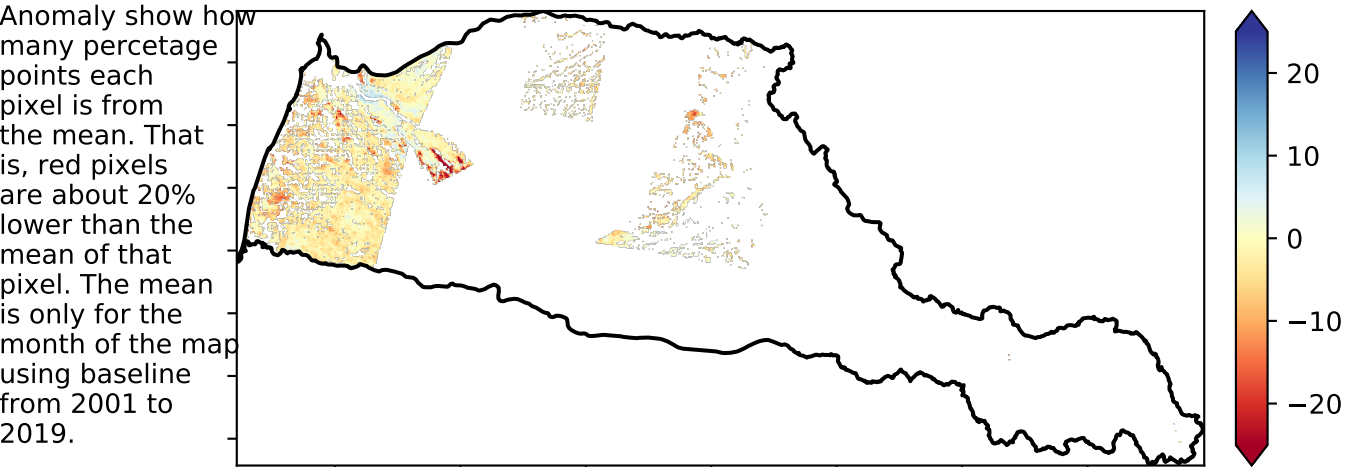 Anomaly show how
many percetage
points each
pixel is from
the mean. That
is, red pixels
are about 20%
lower than the
mean of that
pixel. The mean
is only for the
month of the map
using baseline
from 2001 to
2019.
20
10
0
−10
−20